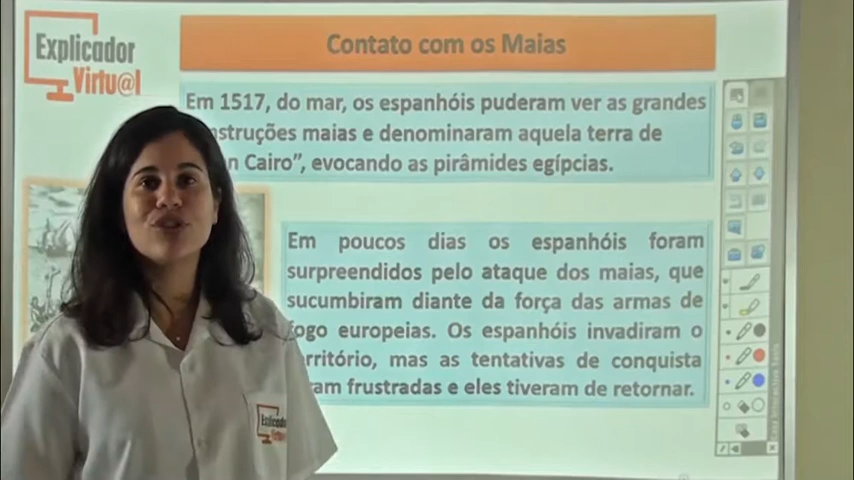 Explicador
Virtu@l
Contato com os Maias
Em 1517, do mar, os espanhóis puderam ver as grandes
nstruções maias e denominaram aquela terra de
an Cairo”, evocando as pirâmides egípcias.
Em poucos dias os espanhóis foram
surpreendidos pelo ataque dos maias, que
sucumbiram diante da força das armas de
fogo europeias. Os Espanhóis invadiram o
rritório, mas as tentativas de conquista
ram frustradas e eles tiveram de retornar.
Explicador
Virtu@l